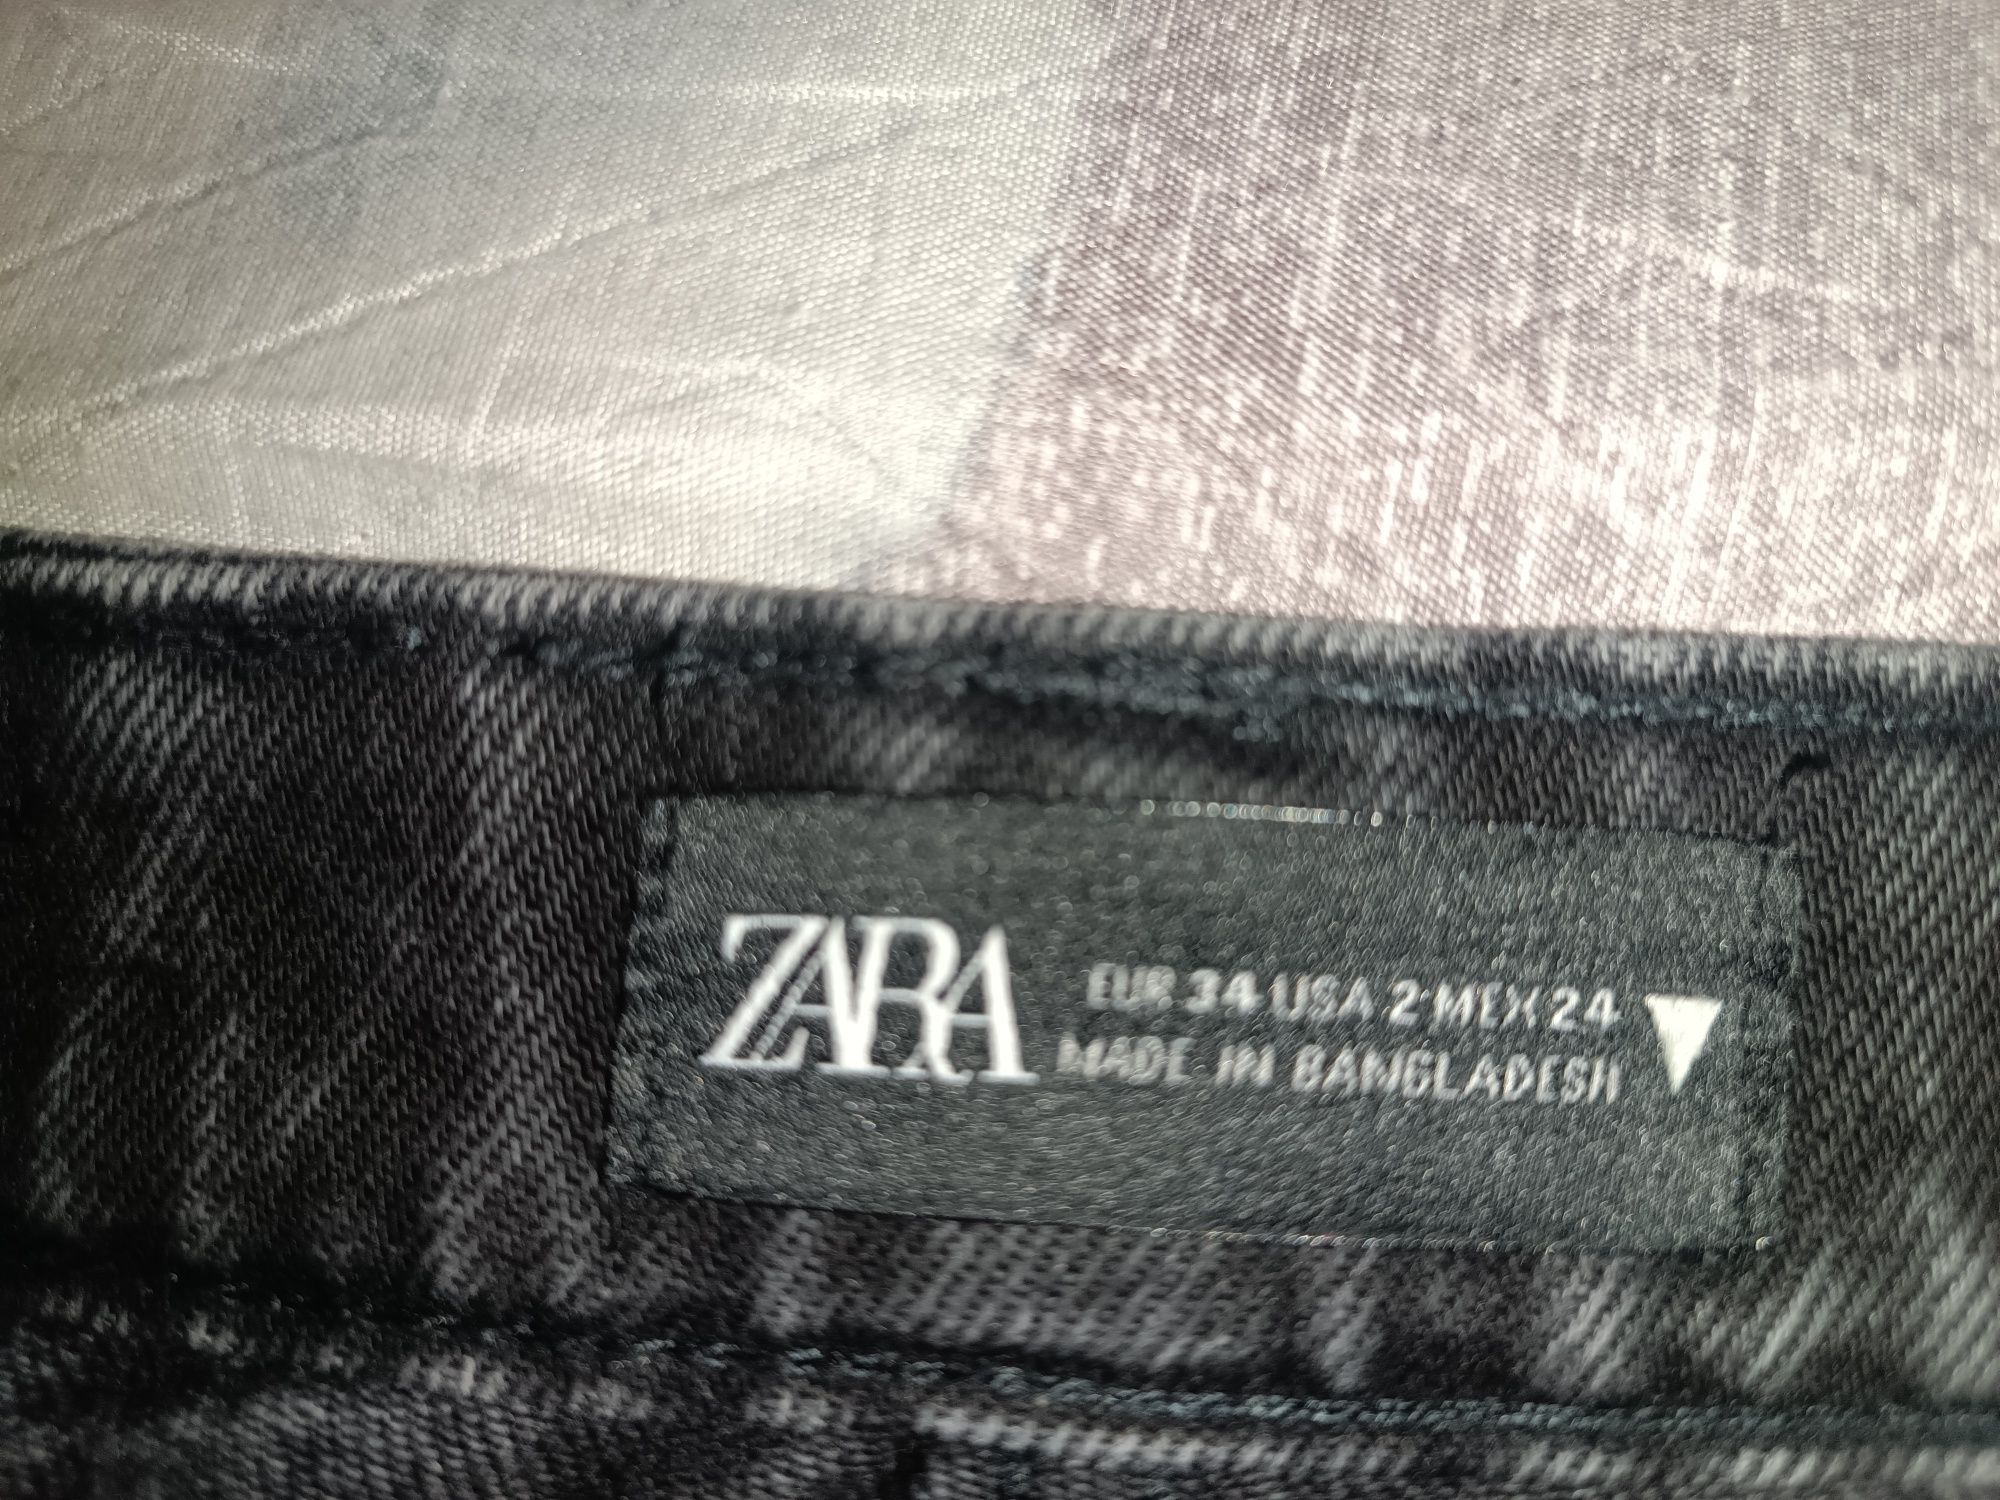 ZARA
EUR 34 USA 2 MEX 24
MADE IN BANGLADESH